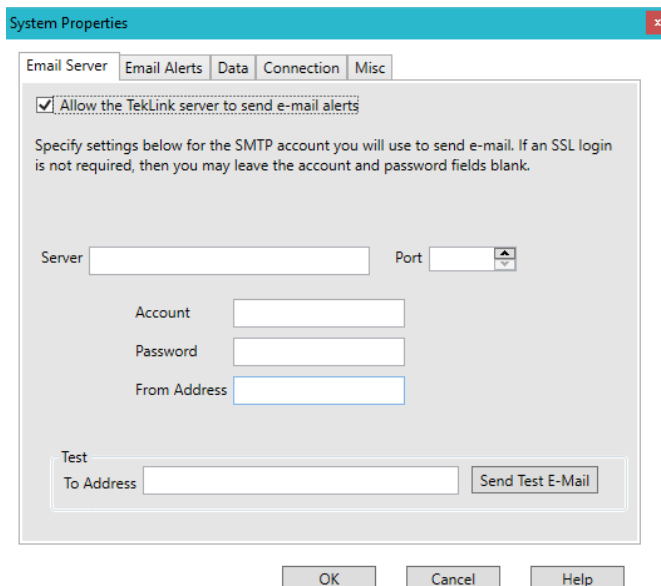 System Properties
x
Email Server Email Alerts Data Connection Misc
Allow the TekLink server to send e-mail alerts
Specify settings below for the SMTP account you will use to send e-mail. If an SSL login
is not required, then you may leave the account and password fields blank.
Server Port
Account
Password
From Address
Test
To Address Send Test E-Mail
OK Cancel Help